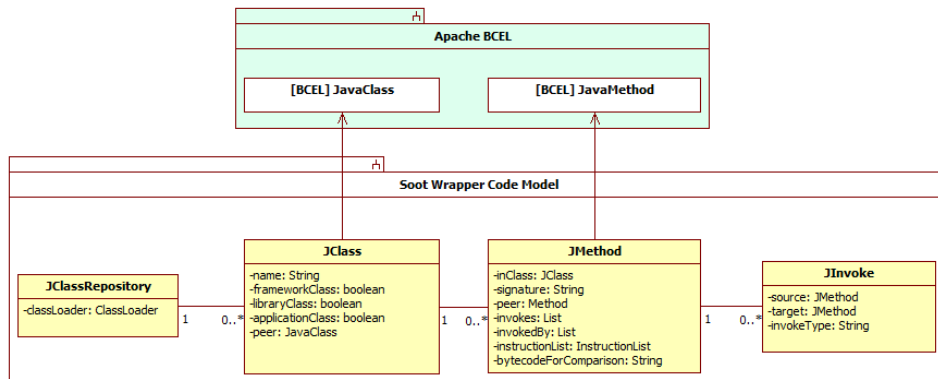 Apache BCEL
[BCEL] JavaClass
[BCEL] JavaMethod
Soot Wrapper Code Model
JClassRepository
-classLoader: ClassLoader
1
0..*
JClass
-name: String
-frameworkClass: boolean
-libraryClass: boolean
-applicationClass: boolean
-peer: JavaClass
1
0..*
JMethod
-inClass: JClass
-signature: String
-peer: Method
-invokes: List
-invokedBy: List
-instructionList: InstructionList
-bytecodeForComparison: String
1
0..*
JInvoke
-source: JMethod
-target: JMethod
-invokeType: String